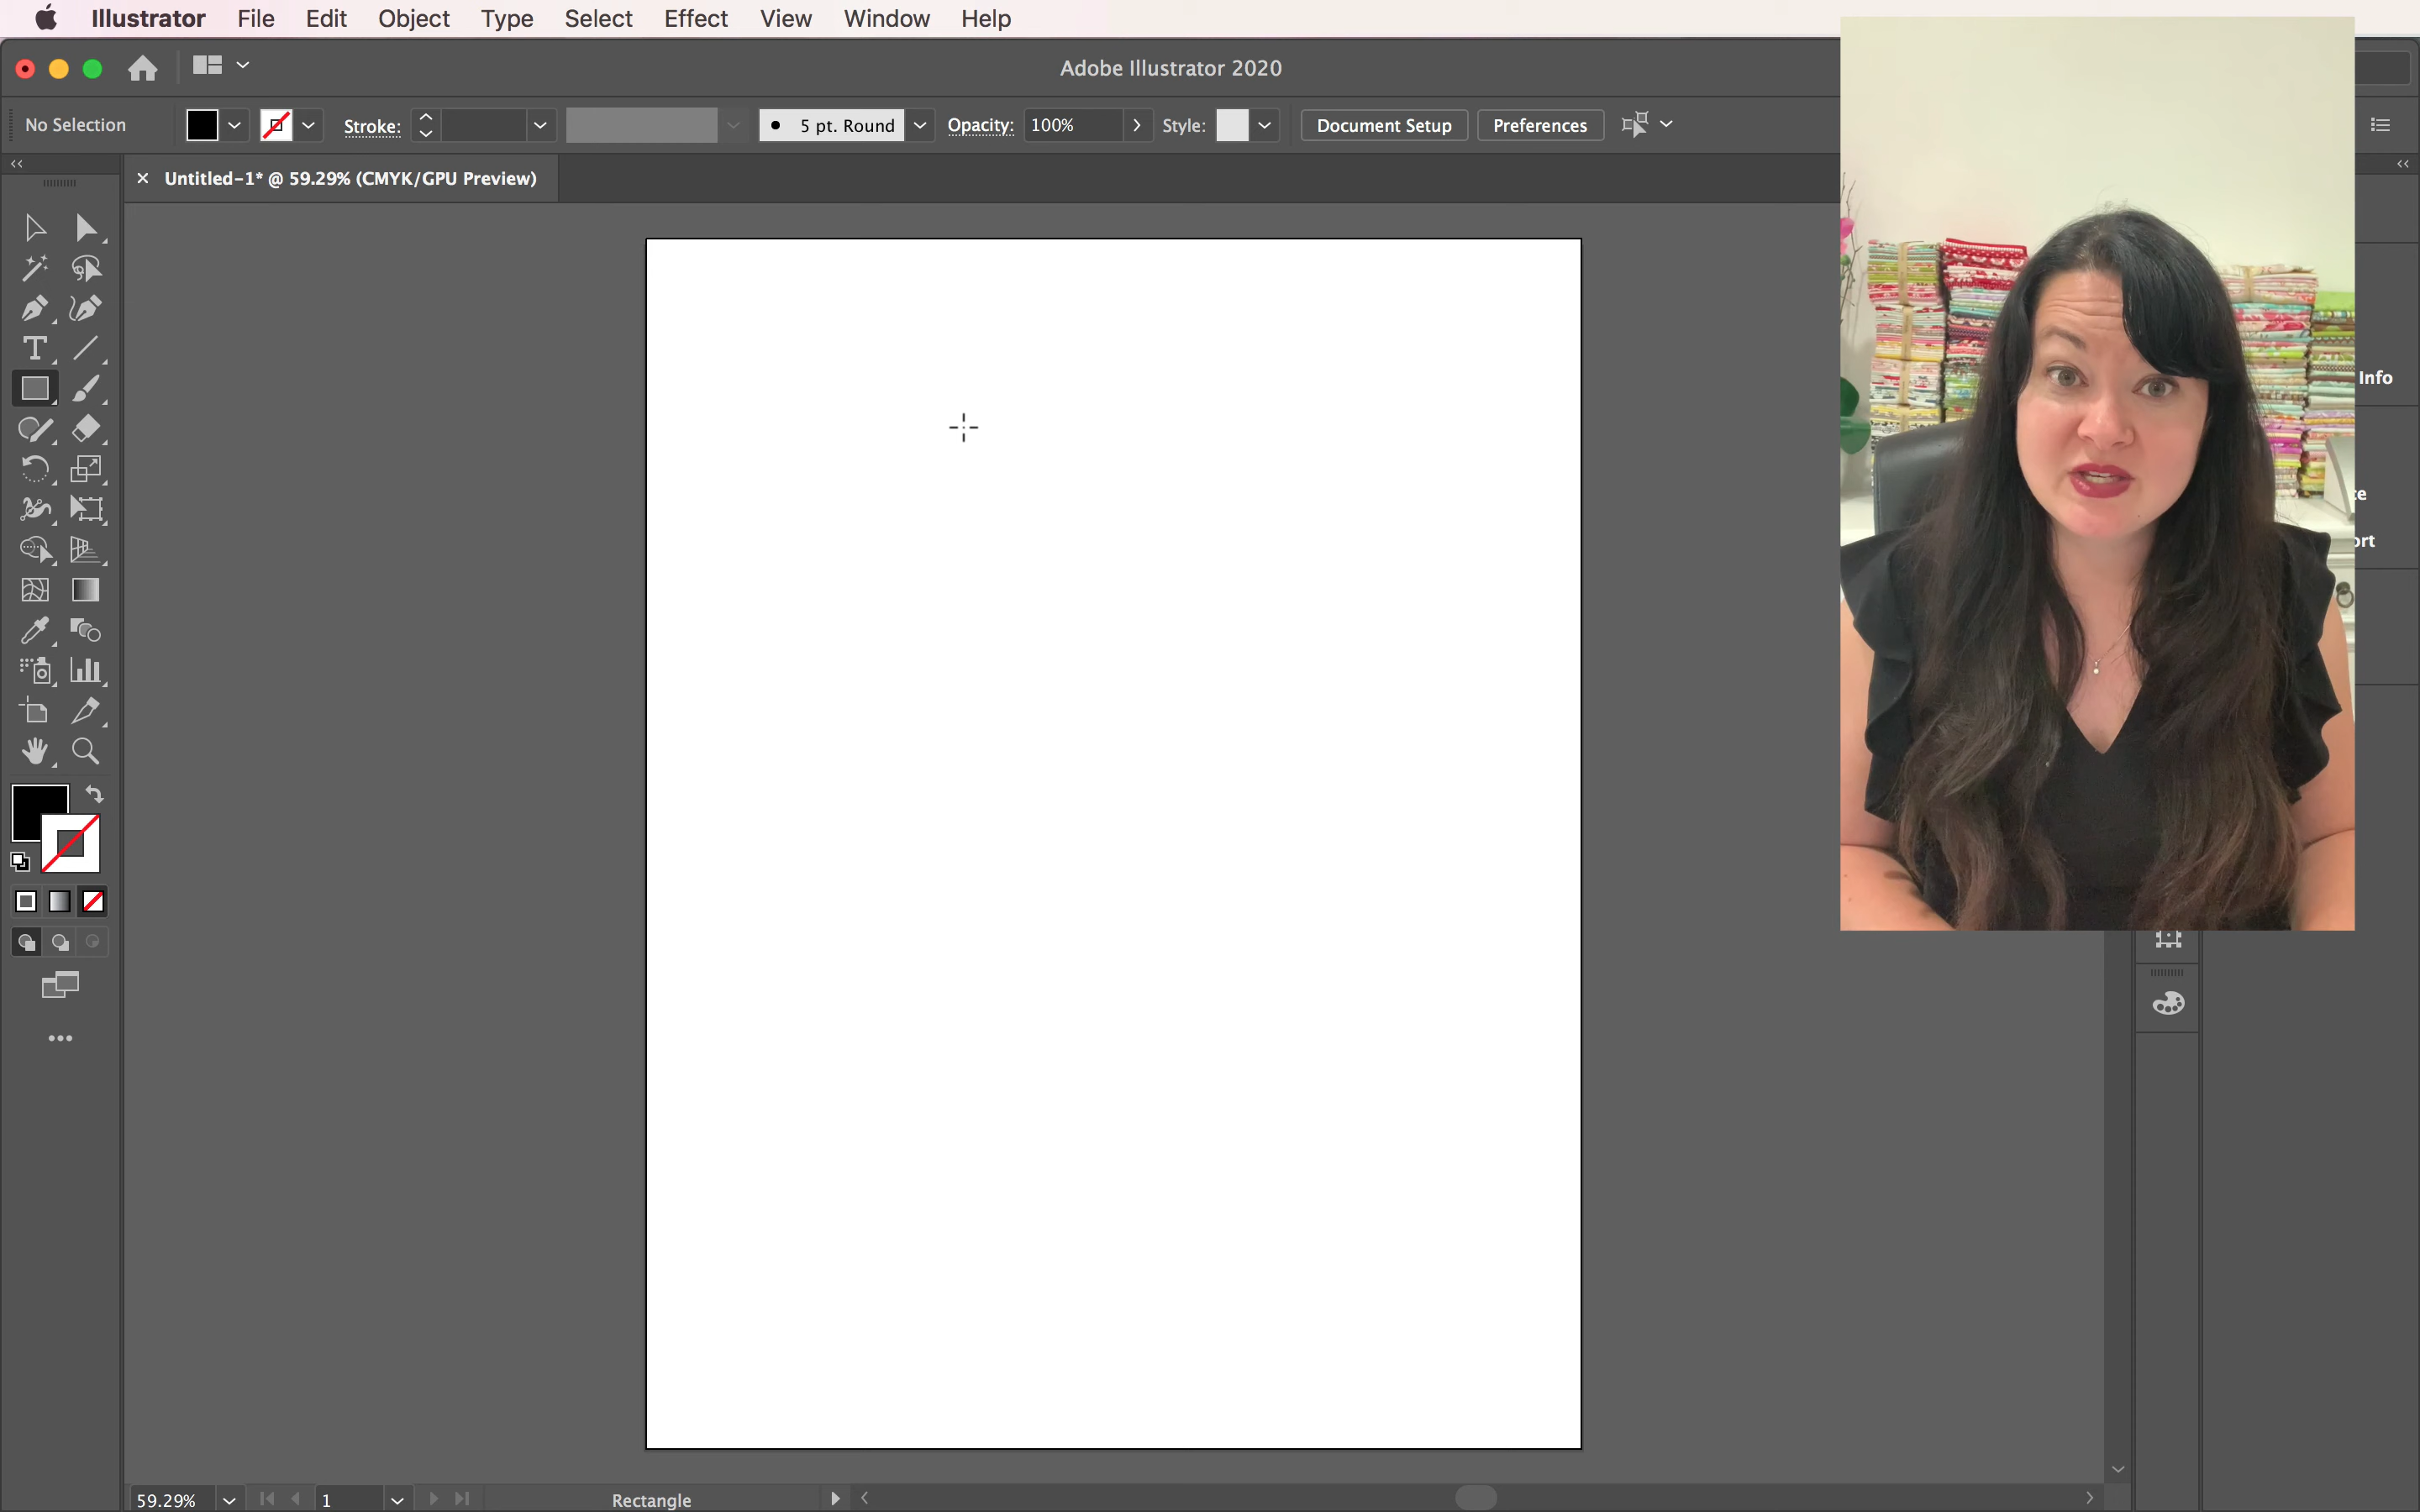 Illustrator File Edit Object Type Select Effect View Window Help
Adobe Illustrator 2020
No Selection Stroke: 5 pt. Round Opacity: 100% Style: Document Setup Preferences
Untitled-1* @ 59.29% (CMYK/GPU Preview)
Info
59.29% 1 Rectangle